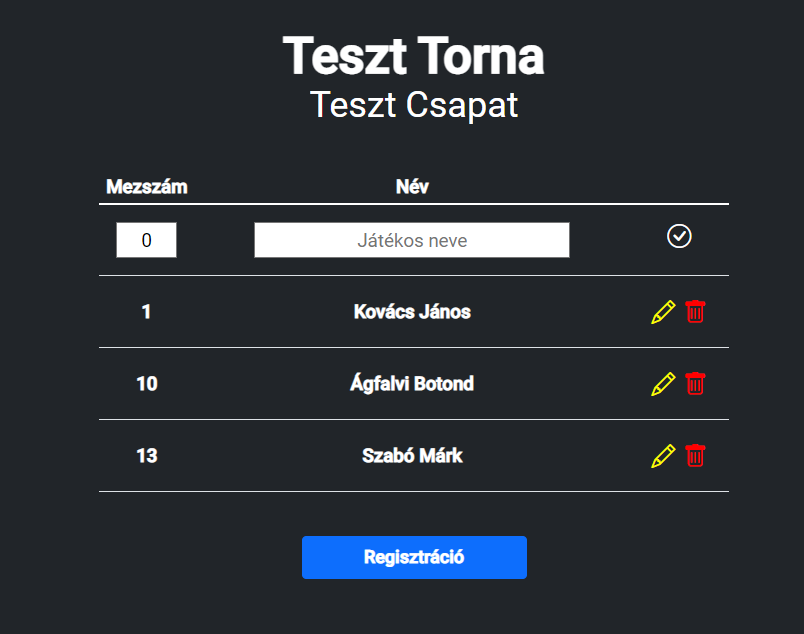 Teszt Torna
Teszt Csapat
Mezszám Név
0 Játékos neve
1 Kovács János
10 Ágfalvi Botond
13 Szabó Márk
Regisztráció